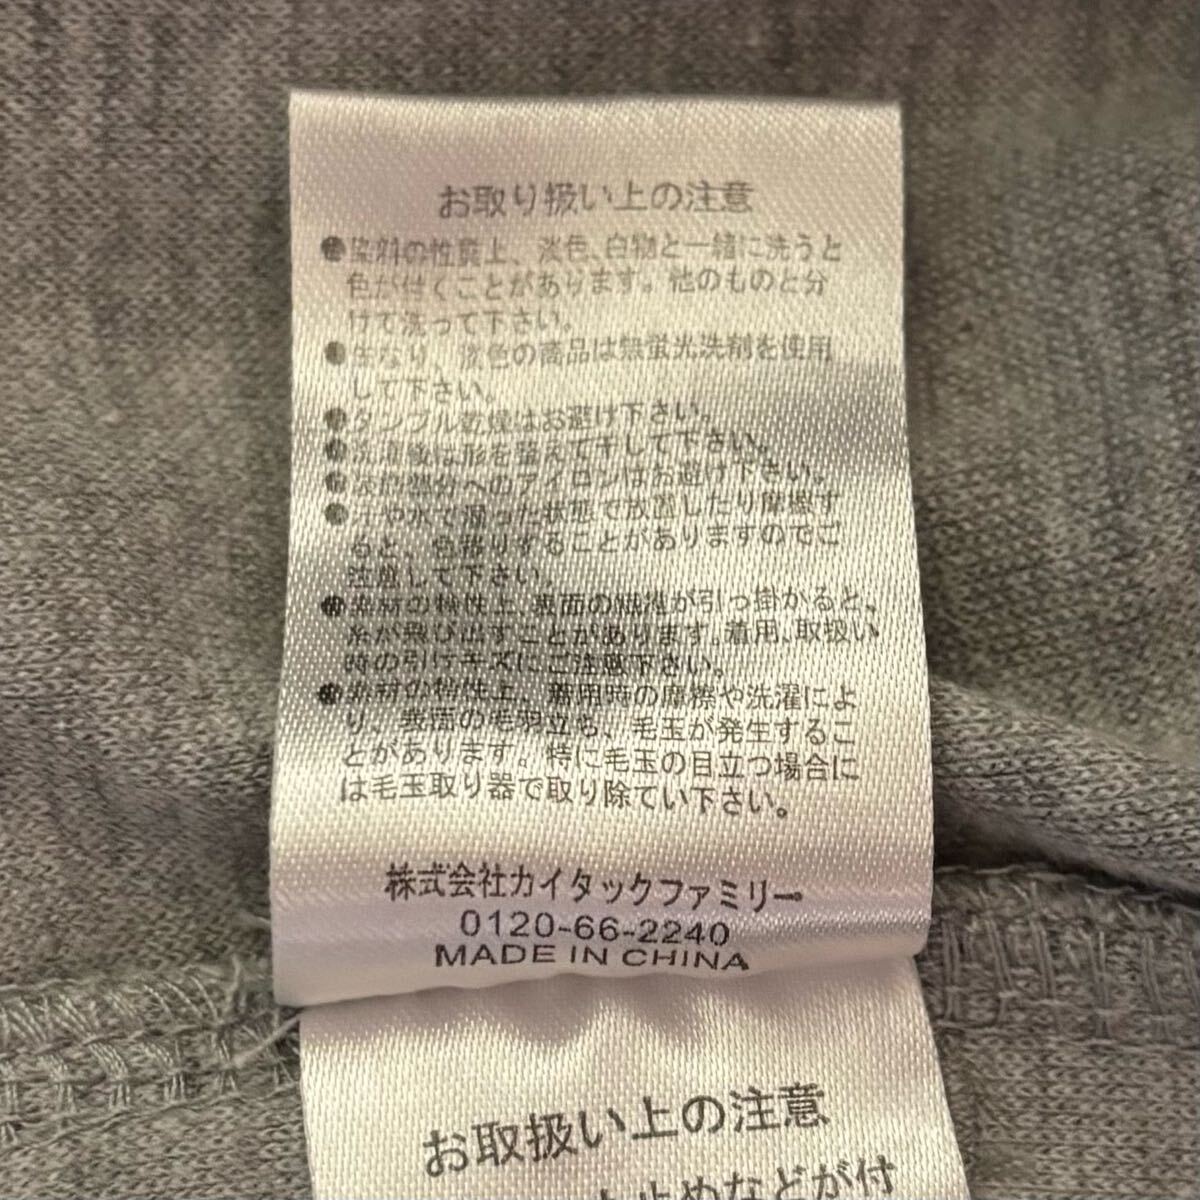 お取り扱い上の注意
●染料の性質上、淡色、白物と一緒に洗うと
色が付くことがあります。他のものと分
けて洗って下さい。
●生なり、淡色の商品は無蛍光洗剤を使用
して下さい。
●タンブル乾燥はお避け下さい。
●洗濯後は形を整えて干して下さい。
部分へのアイロンはお避け下さい。
●汗や水で湿った状態で放置したり摩擦す
ると、色移りすることがありますのでご
注意して下さい。
●素材の特性上、表面の繊維が引っ掛かると、
糸が飛び出すことがあります。着用、取扱い
時の引けキズにご注意下さい。
●素材の特性上、着用時の摩擦や洗濯によ
り、表面の毛羽立ち、毛玉が発生するこ
とがあります。特に毛玉の目立つ場合に
は毛玉取り器で取り除てい下さい。
株式会社カイタックファミリー
0120-66-2240
MADE IN CHINA
お取扱い上の注意
止めなどが付